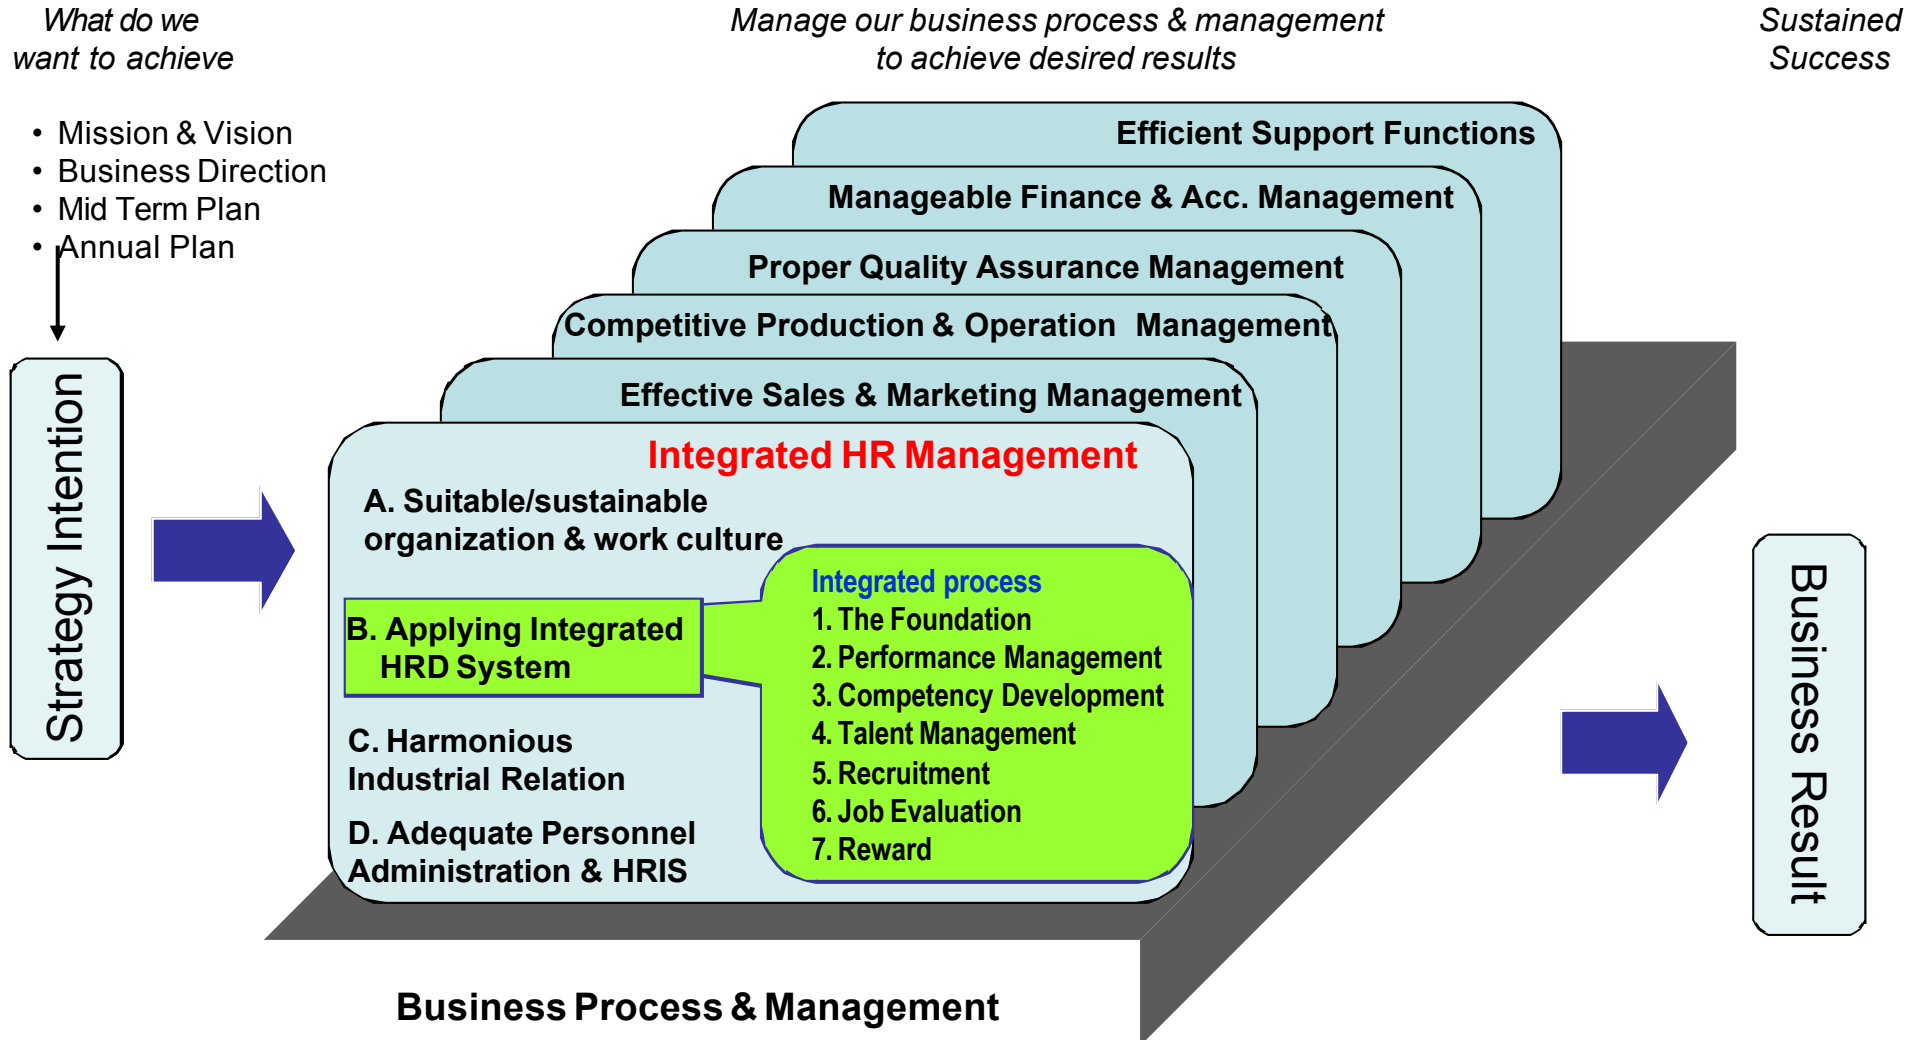 What do we
want to achieve
• Mission & Vision
• Business Direction
• Mid Term Plan
• Annual Plan
Strategy Intention
Manage our business process & management
to achieve desired results
Efficient Support Functions
Manageable Finance & Acc. Management
Proper Quality Assurance Management
Competitive Production & Operation Management
Effective Sales & Marketing Management
Integrated HR Management
A. Suitable/sustainable
organization & work culture
B. Applying Integrated
HRD System
C. Harmonious
Industrial Relation
D. Adequate Personnel
Administration & HRIS
Integrated process
1. The Foundation
2. Performance Management
3. Competency Development
4. Talent Management
5. Recruitment
6. Job Evaluation
7. Reward
Business Process & Management
Sustained
Success
Business Result